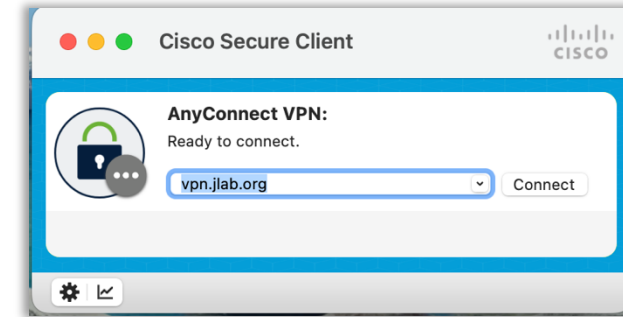 Cisco Secure Client
CISCO
AnyConnect VPN:
Ready to connect.
vpn.jlab.org
Connect